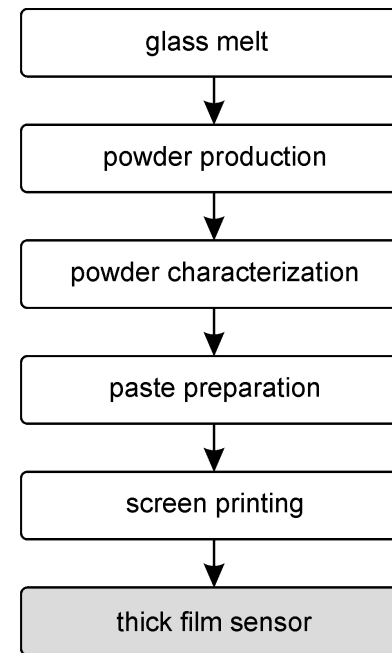 glass melt
powder production
powder characterization
paste preparation
screen printing
thick film sensor